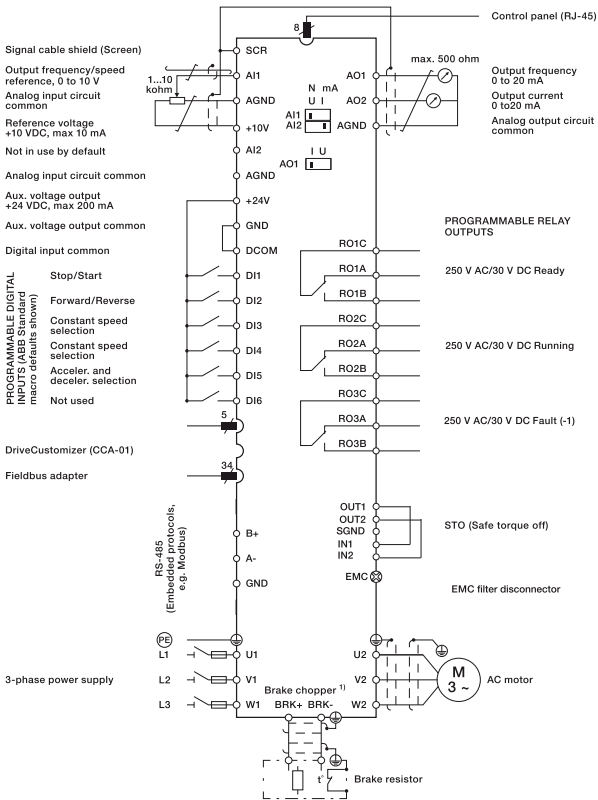 8
Control panel (RJ-45)
Signal cable shield (Screen)
SCR
max. 500 ohm
Output frequency/speed
reference, 0 to 10 V
1...10
kohm
AI1
AO1
Output frequency
0 to 20 mA
Analog input circuit
common
AGND
N mA
U I
AI1
AI2
AO2
Output current
0 to20 mA
Reference voltage
+10 VDC, max 10 mA
+10V
AGND
Analog output circuit
common
Not in use by default
AI2
I U
AO1
Analog input circuit common
AGND
Aux. voltage output
+24 VDC, max 200 mA
+24V
Aux. voltage output common
GND
PROGRAMMABLE RELAY
OUTPUTS
Digital input common
DCOM
RO1C
PROGRAMMABLE DIGITAL
INPUTS (ABB Standard
macro defaults shown)
Stop/Start
DI1
RO1A
250 V AC/30 V DC Ready
Forward/Reverse
DI2
RO1B
Constant speed
selection
DI3
RO2C
Constant speed
selection
DI4
RO2A
250 V AC/30 V DC Running
Acceler. and
deceler. selection
DI5
RO2B
Not used
DI6
RO3C
5
RO3A
250 V AC/30 V DC Fault (-1)
DriveCustomizer (CCA-01)
RO3B
34
Fieldbus adapter
OUT1
OUT2
SGND
IN1
IN2
STO (Safe torque off)
RS-485
(Embedded protocols,
e.g. Modbus)
B+
A-
GND
EMC
EMC filter disconnector
PE
L1
U1
U2
3-phase power supply
L2
V1
V2
M
3 ~
AC motor
L3
W1
W2
Brake chopper 1)
BRK+ BRK-
t°
Brake resistor